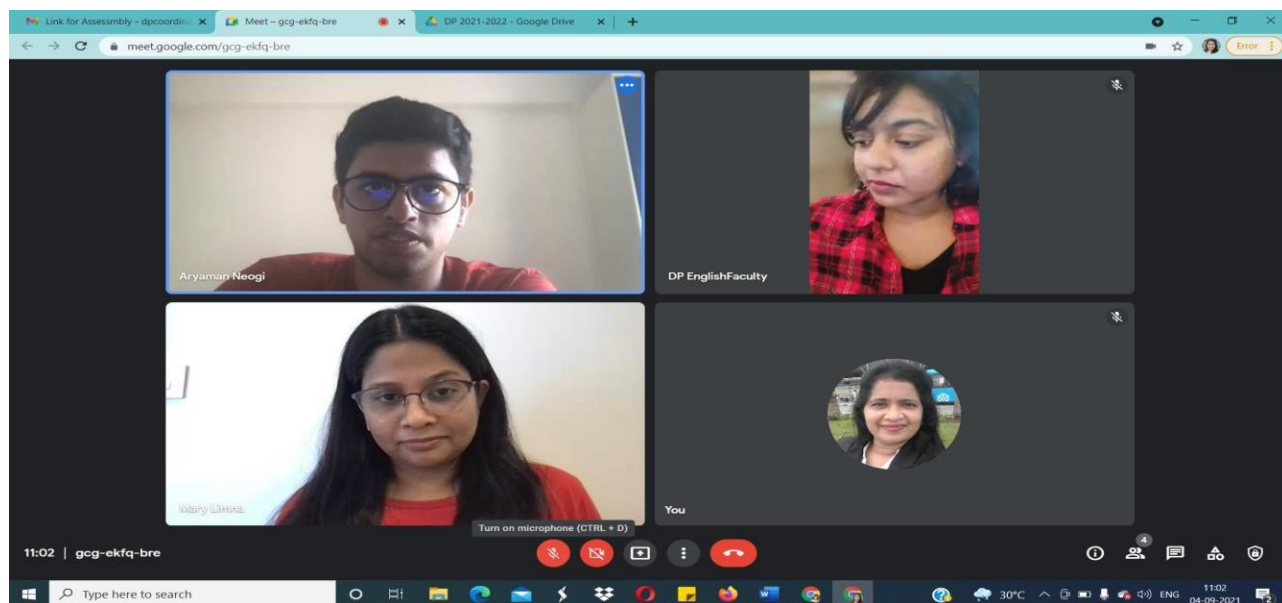 Link for Assessmbly - dpcoordin
Meet – gcg-ekfq-bre
DP 2021-2022 - Google Drive
meet.google.com/gcg-ekfq-bre
Error
Aryaman Neogi
DP EnglishFaculty
Mary Limra
You
Turn on microphone (CTRL + D)
11:02 | gcg-ekfq-bre
4
Type here to search
30°C
ENG
11:02
04-09-2021
2